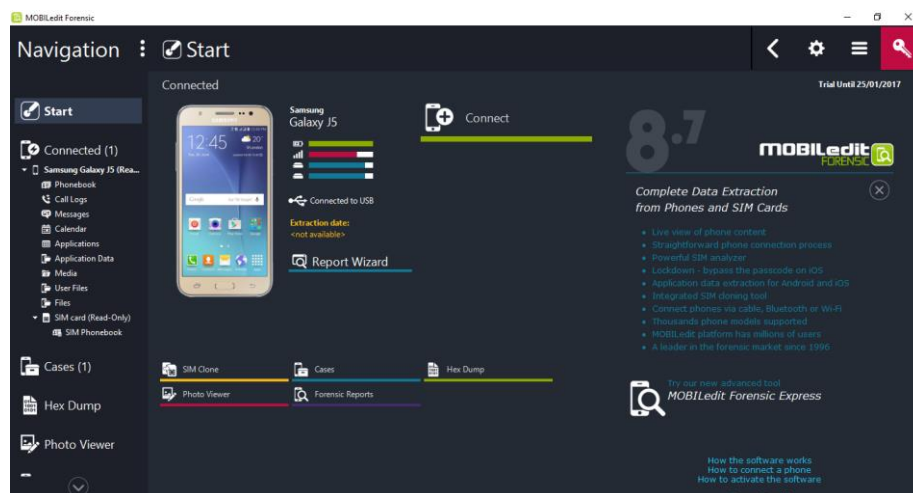 MOBILedit Forensic
Navigation
Start
Trial Until 25/01/2017
Start
Connected (1)
Samsung Galaxy J5 (Rea...
Phonebook
Call Logs
Messages
Calendar
Applications
Application Data
Media
User Files
Files
SIM card (Read-Only)
SIM Phonebook
Cases (1)
Hex Dump
Photo Viewer
Connected
SAMSUNG
12:45
20°
Google
Samsung
Galaxy J5
Connected to USB
Extraction date:
<not available>
Report Wizard
Connect
SIM Clone
Cases
Hex Dump
Photo Viewer
Forensic Reports
8.7
MOBILedit
FORENSIC
Complete Data Extraction
from Phones and SIM Cards
Live view of phone content
Straightforward phone connection process
Powerful SIM analyzer
Lockdown - bypass the passcode on iOS
Application data extraction for Android and iOS
Integrated SIM cloning tool
Connect phones via cable, Bluetooth or Wi-Fi
Thousands phone models supported
MOBILedit platform has millions of users
A leader in the forensic market since 1996
Try our new advanced tool
MOBILedit Forensic Express
How the software works
How to connect a phone
How to activate the software